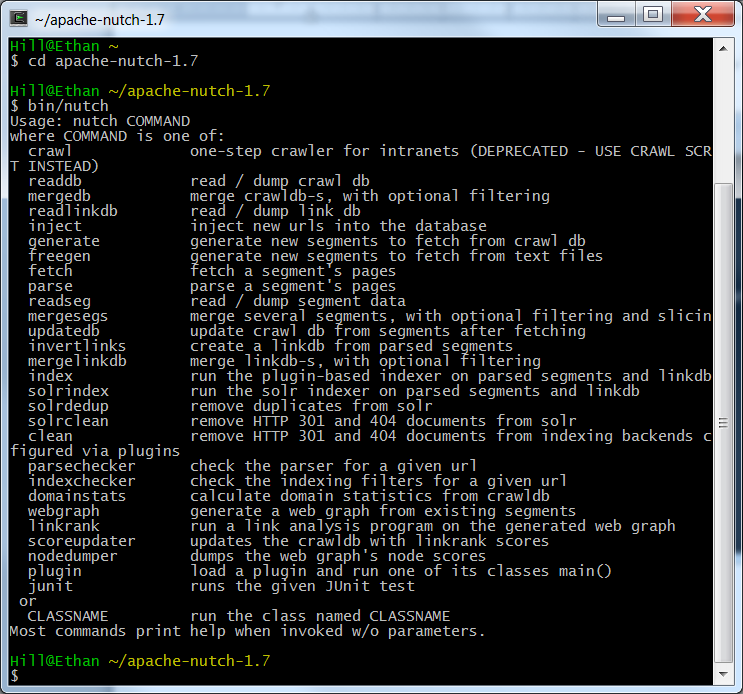 ~/apache-nutch-1.7
Hill@Ethan ~
$ cd apache-nutch-1.7
Hill@Ethan ~/apache-nutch-1.7
$ bin/nutch
Usage: nutch COMMAND
where COMMAND is one of:
  crawl             one-step crawler for intranets (DEPRECATED - USE CRAWL SCR
T INSTEAD)
  readdb            read / dump crawl db
  mergedb           merge crawldb-s, with optional filtering
  readlinkdb        read / dump link db
  inject            inject new urls into the database
  generate          generate new segments to fetch from crawl db
  freegen           generate new segments to fetch from text files
  fetch             fetch a segment's pages
  parse             parse a segment's pages
  readseg           read / dump segment data
  mergesegs         merge several segments, with optional filtering and slicin
  updatedb          update crawl db from segments after fetching
  invertlinks       create a linkdb from parsed segments
  mergelinkdb       merge linkdb-s, with optional filtering
  index             run the plugin-based indexer on parsed segments and linkdb
  solrindex         run the solr indexer on parsed segments and linkdb
  solrdedup         remove duplicates from solr
  solrclean         remove HTTP 301 and 404 documents from solr
  clean             remove HTTP 301 and 404 documents from indexing backends c
figured via plugins
  parsechecker      check the parser for a given url
  indexchecker      check the indexing filters for a given url
  domainstats       calculate domain statistics from crawldb
  webgraph          generate a web graph from existing segments
  linkrank          run a link analysis program on the generated web graph
  scoreupdater      updates the crawldb with linkrank scores
  nodedumper        dumps the web graph's node scores
  plugin            load a plugin and run one of its classes main()
  junit             runs the given JUnit test
 or
  CLASSNAME         run the class named CLASSNAME
Most commands print help when invoked w/o parameters.
Hill@Ethan ~/apache-nutch-1.7
$